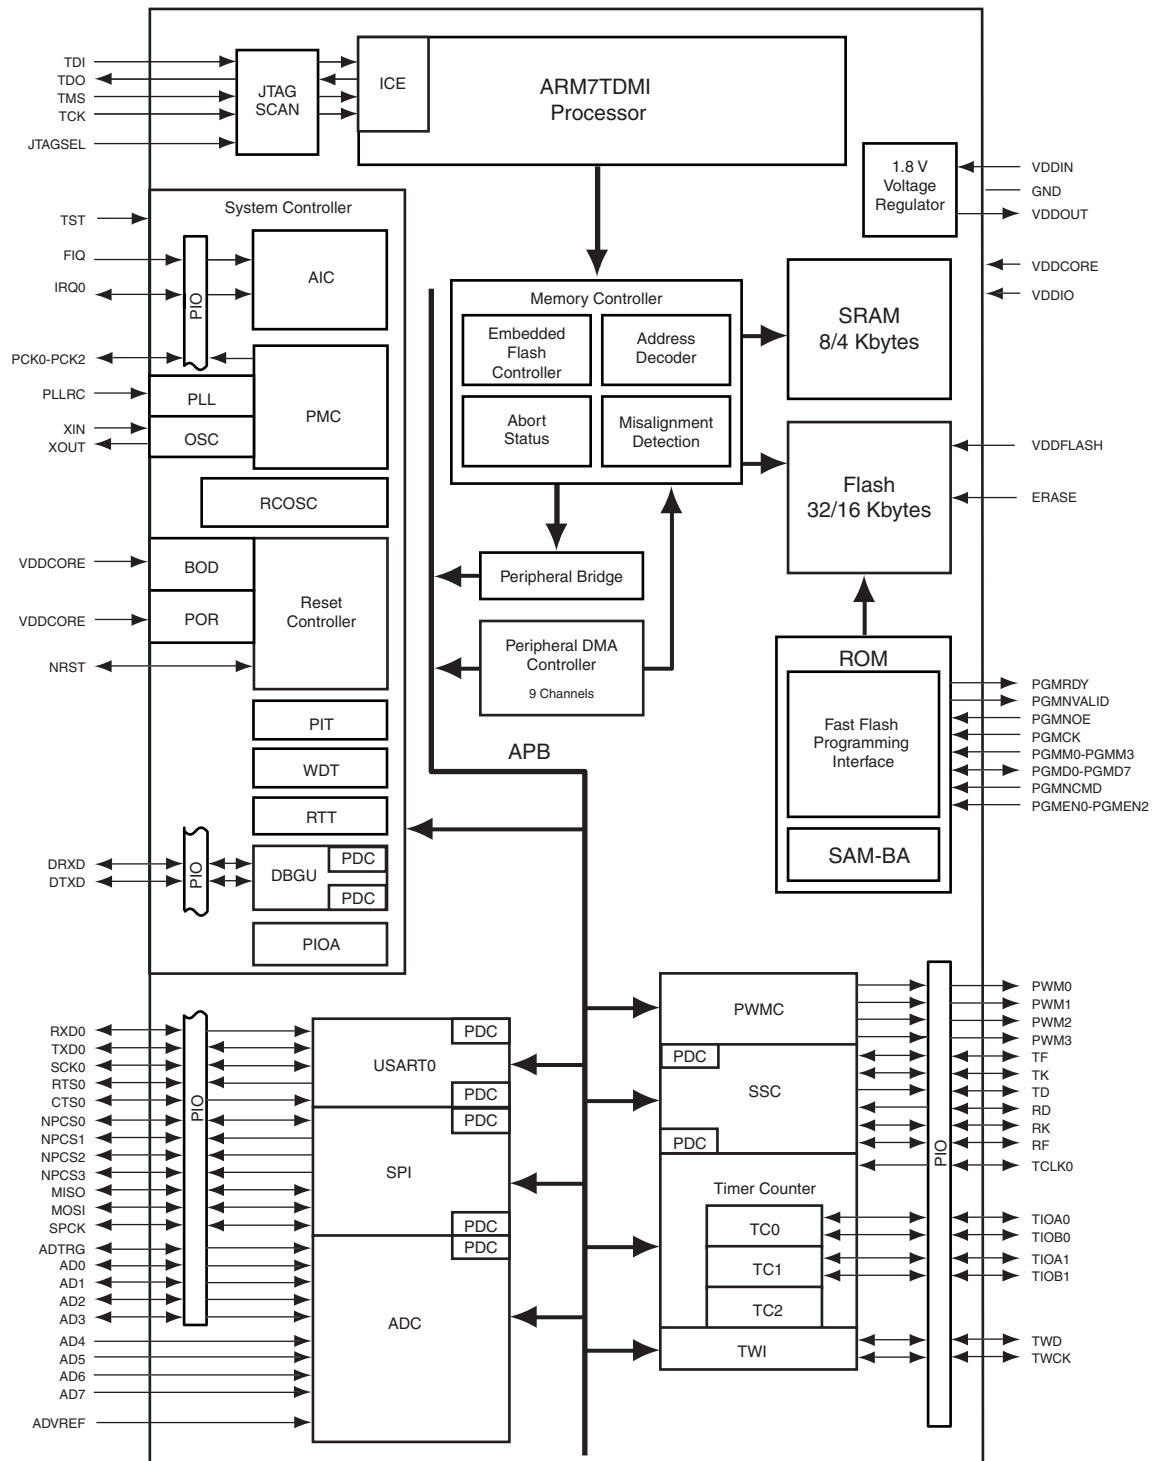 TDI
TDO
TMS
TCK
JTAGSEL
JTAG
SCAN
ICE
ARM7TDMI
Processor
1.8 V
Voltage
Regulator
VDDIN
GND
VDDOUT
VDDCORE
VDDIO
System Controller
TST
FIQ
IRQ0
PIO
AIC
PCK0-PCK2
PLLRC
PLL
XIN
XOUT
OSC
PMC
RCOSC
VDDCORE
BOD
VDDCORE
POR
Reset
Controller
NRST
PIT
WDT
RTT
DRXD
DTXD
PIO
DBGU
PDC
PDC
PIOA
Memory Controller
Embedded
Flash
Controller
Address
Decoder
Abort
Status
Misalignment
Detection
SRAM
8/4 Kbytes
Flash
32/16 Kbytes
VDDFLASH
ERASE
Peripheral Bridge
Peripheral DMA
Controller
9 Channels
APB
ROM
Fast Flash
Programming
Interface
SAM-BA
PGMRDY
PGMNVALID
PGMNOE
PGMCK
PGMM0-PGMM3
PGMD0-PGMD7
PGMNCMD
PGMEN0-PGMEN2
RXD0
TXD0
SCK0
RTS0
CTS0
NPCS0
NPCS1
NPCS2
NPCS3
MISO
MOSI
SPCK
ADTRG
AD0
AD1
AD2
AD3
AD4
AD5
AD6
AD7
ADVREF
PIO
PDC
USART0
PDC
PDC
SPI
PDC
PDC
ADC
PWMC
PDC
SSC
PDC
Timer Counter
TC0
TC1
TC2
TWI
PIO
PWM0
PWM1
PWM2
PWM3
TF
TK
TD
RD
RK
RF
TCLK0
TIOA0
TIOB0
TIOA1
TIOB1
TWD
TWCK